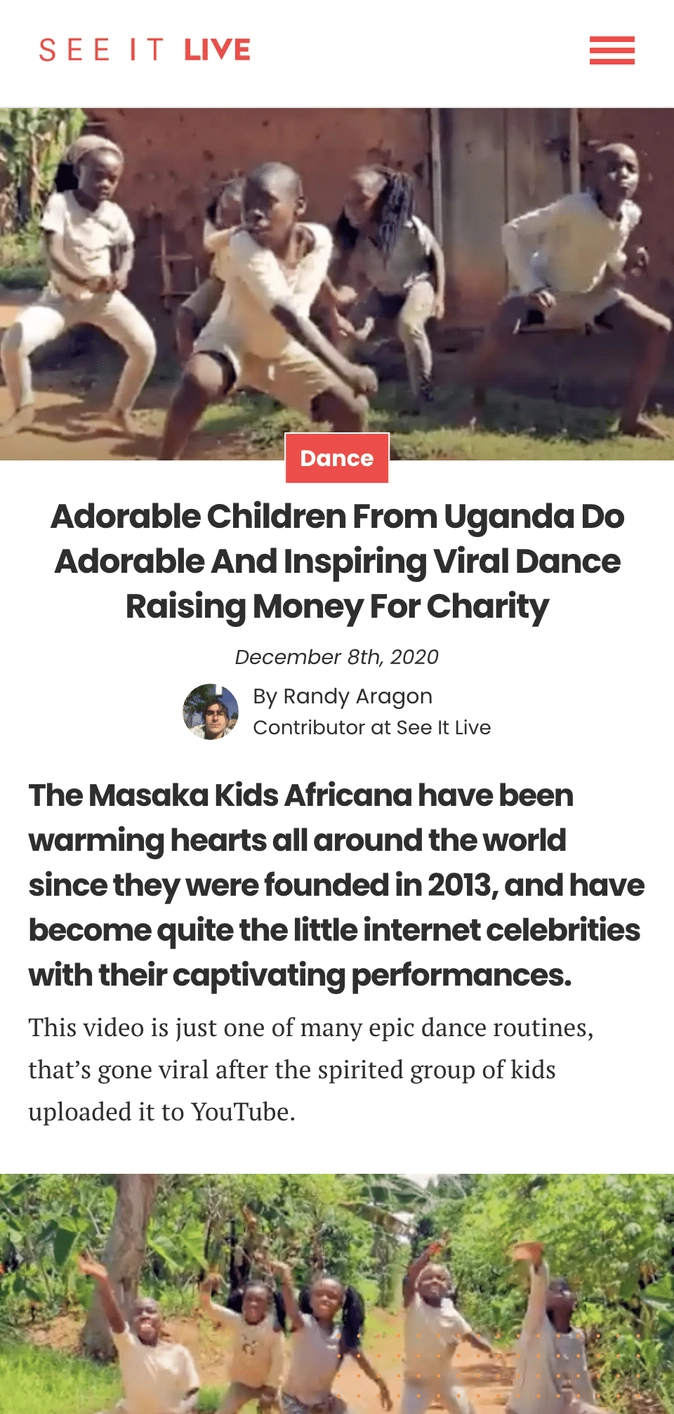 SEE IT LIVE
Dance
Adorable Children From Uganda Do
Adorable And Inspiring Viral Dance
Raising Money For Charity
December 8th, 2020
By Randy Aragon
Contributor at See It Live
The Masaka Kids Africana have been
warming hearts all around the world
since they were founded in 2013, and have
become quite the little internet celebrities
with their captivating performances.
This video is just one of many epic dance routines,
that’s gone viral after the spirited group of kids
uploaded it to YouTube.